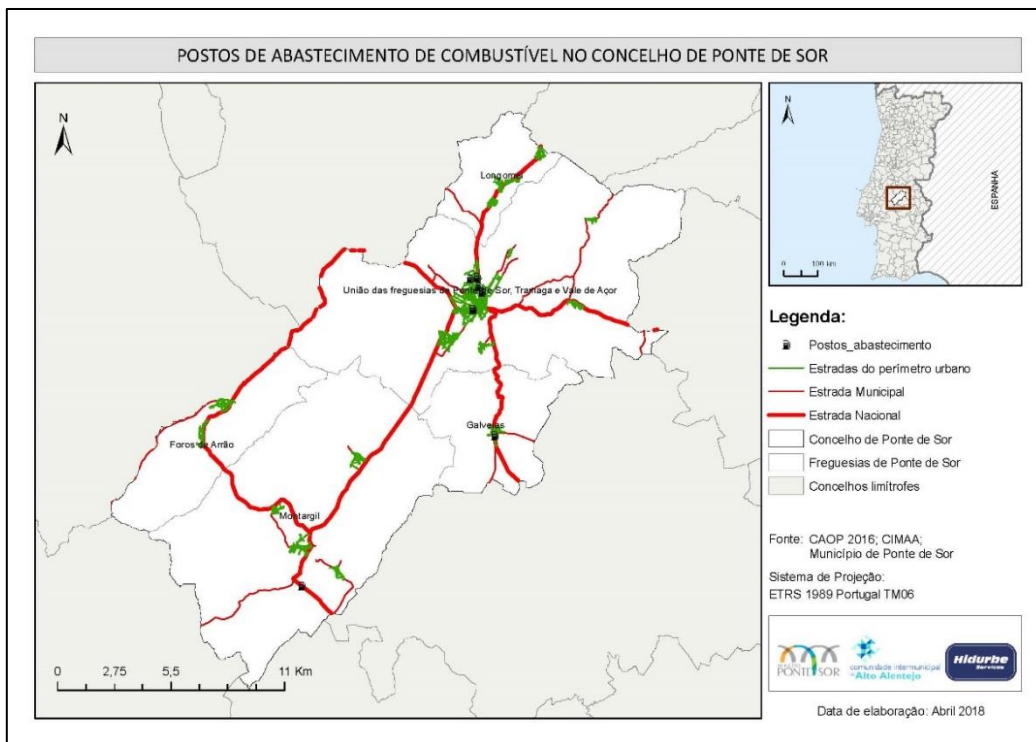 POSTOS DE ABASTECIMENTO DE COMBUSTÍVEL NO CONCELHO DE PONTE DE SOR
N
Longomel
União das freguesias de Ponte de Sor, Tramaga e Vale de Açor
Galveias
Foros de Arrão
Montargil
0 2,75 5,5 11 Km
N
ESPANHA
0 100 km
Legenda:
Postos_abastecimento
Estradas do perímetro urbano
Estrada Municipal
Estrada Nacional
Concelho de Ponte de Sor
Freguesias de Ponte de Sor
Concelhos limítrofes
Fonte: CAOP 2016; CIMAA;
Município de Ponte de Sor
Sistema de Projeção:
ETRS 1989 Portugal TM06
PONTE SOR
comunidade intermunicipal
Alto Alentejo
Hidurbe
Services
Data de elaboração: Abril 2018